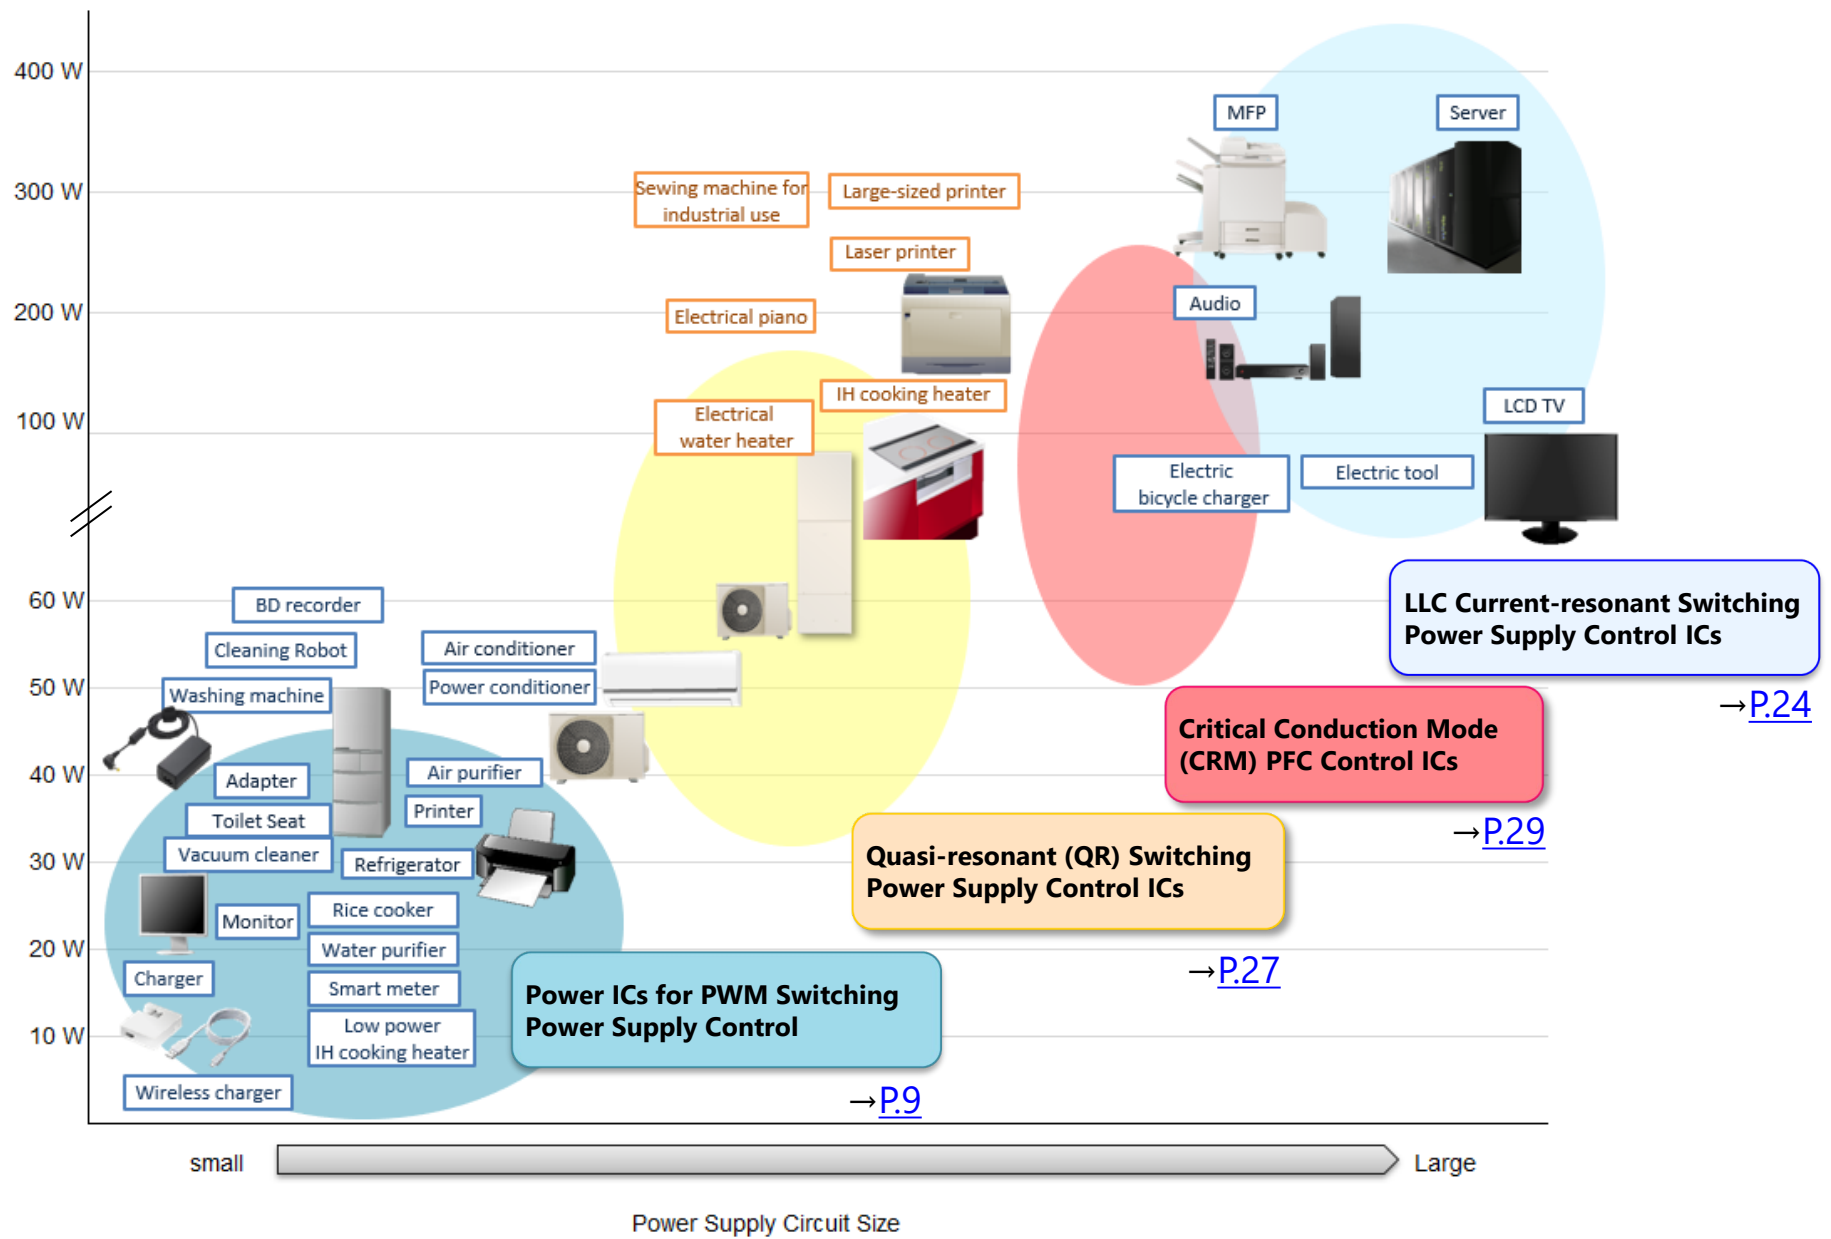 400 W
MFP
Server
300 W
Sewing machine for
industrial use
Large-sized printer
Laser printer
200 W
Electrical piano
Audio
IH cooking heater
Electrical
water heater
100 W
LCD TV
Electric
bicycle charger
Electric tool
60 W
BD recorder
Cleaning Robot
Air conditioner
LLC Current-resonant Switching
Power Supply Control ICs
50 W
Washing machine
Power conditioner
→P.24
Critical Conduction Mode
(CRM) PFC Control ICs
40 W
Adapter
Air purifier
Toilet Seat
Printer
→P.29
30 W
Vacuum cleaner
Refrigerator
Quasi-resonant (QR) Switching
Power Supply Control ICs
Monitor
Rice cooker
20 W
Water purifier
→P.27
Charger
Smart meter
Power ICs for PWM Switching
Power Supply Control
10 W
Low power
IH cooking heater
Wireless charger
→P.9
small
Large
Power Supply Circuit Size